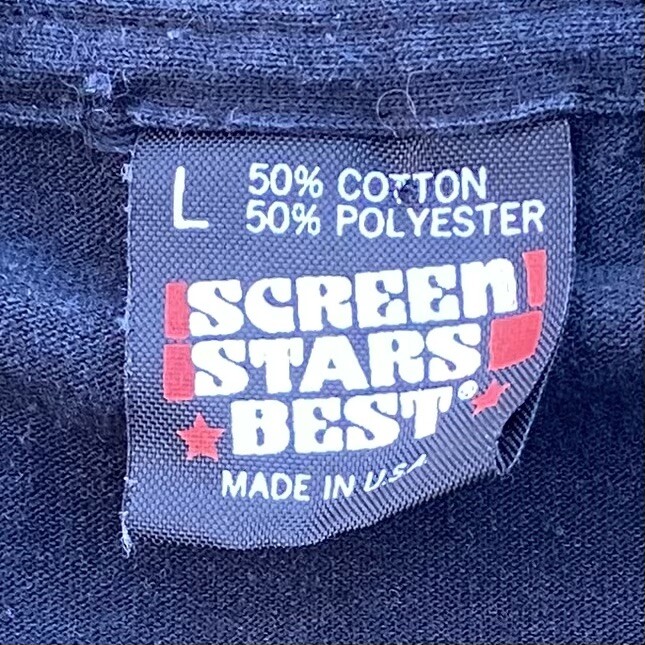 L 50% COTTON
50% POLYESTER
SCREEN
STARS
BEST®
MADE IN U.S.A.